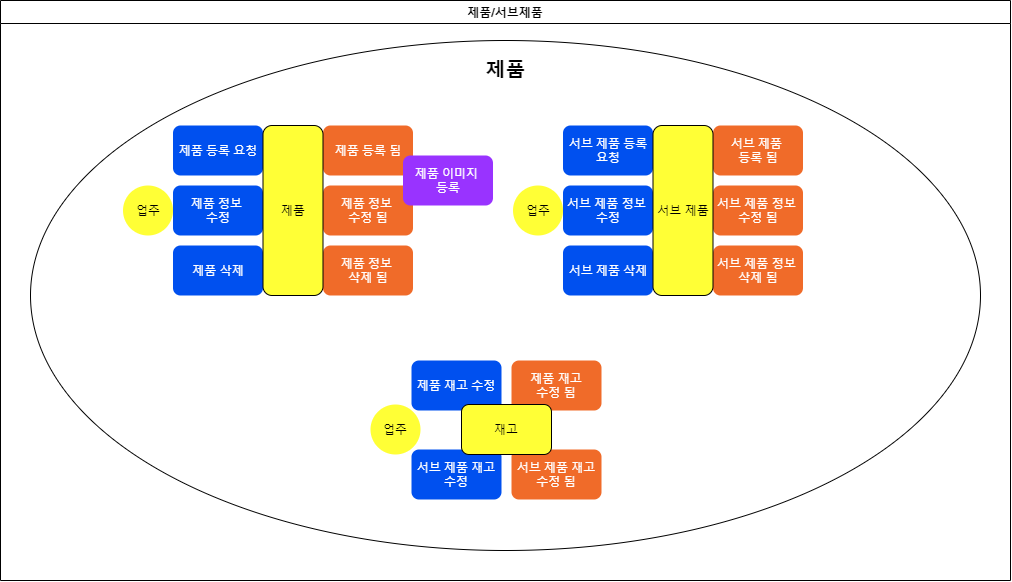 제품/서브제품
제품
제품 등록 요청
제품 등록 됨
제품 이미지
등록
업주
제품 정보
수정
제품
제품 정보
수정 됨
제품 삭제
제품 정보
삭제 됨
서브 제품 등록
요청
서브 제품
등록 됨
업주
서브 제품 정보
수정
서브 제품
서브 제품 정보
수정 됨
서브 제품 삭제
서브 제품 정보
삭제 됨
제품 재고 수정
제품 재고
수정 됨
업주
재고
서브 제품 재고
수정
서브 제품 재고
수정 됨